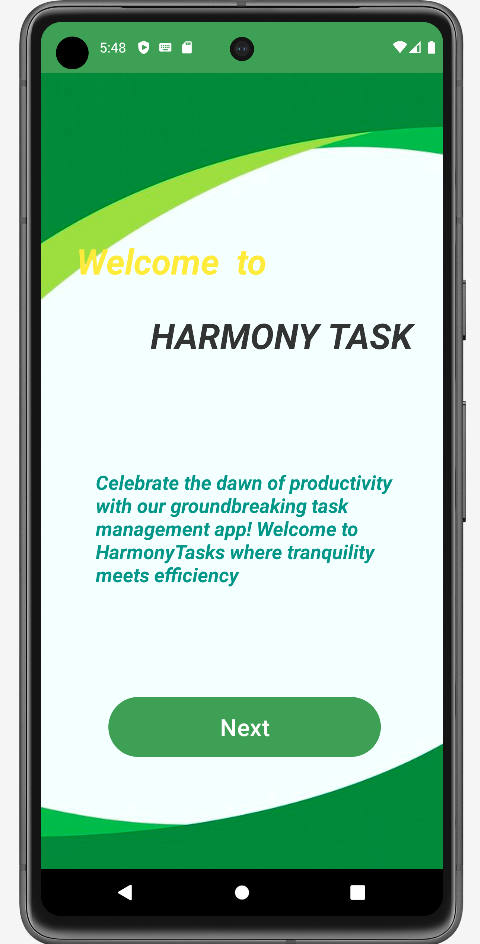 5:48
Welcome to
HARMONY TASK
Celebrate the dawn of productivity
with our groundbreaking task
management app! Welcome to
HarmonyTasks where tranquility
meets efficiency
Next